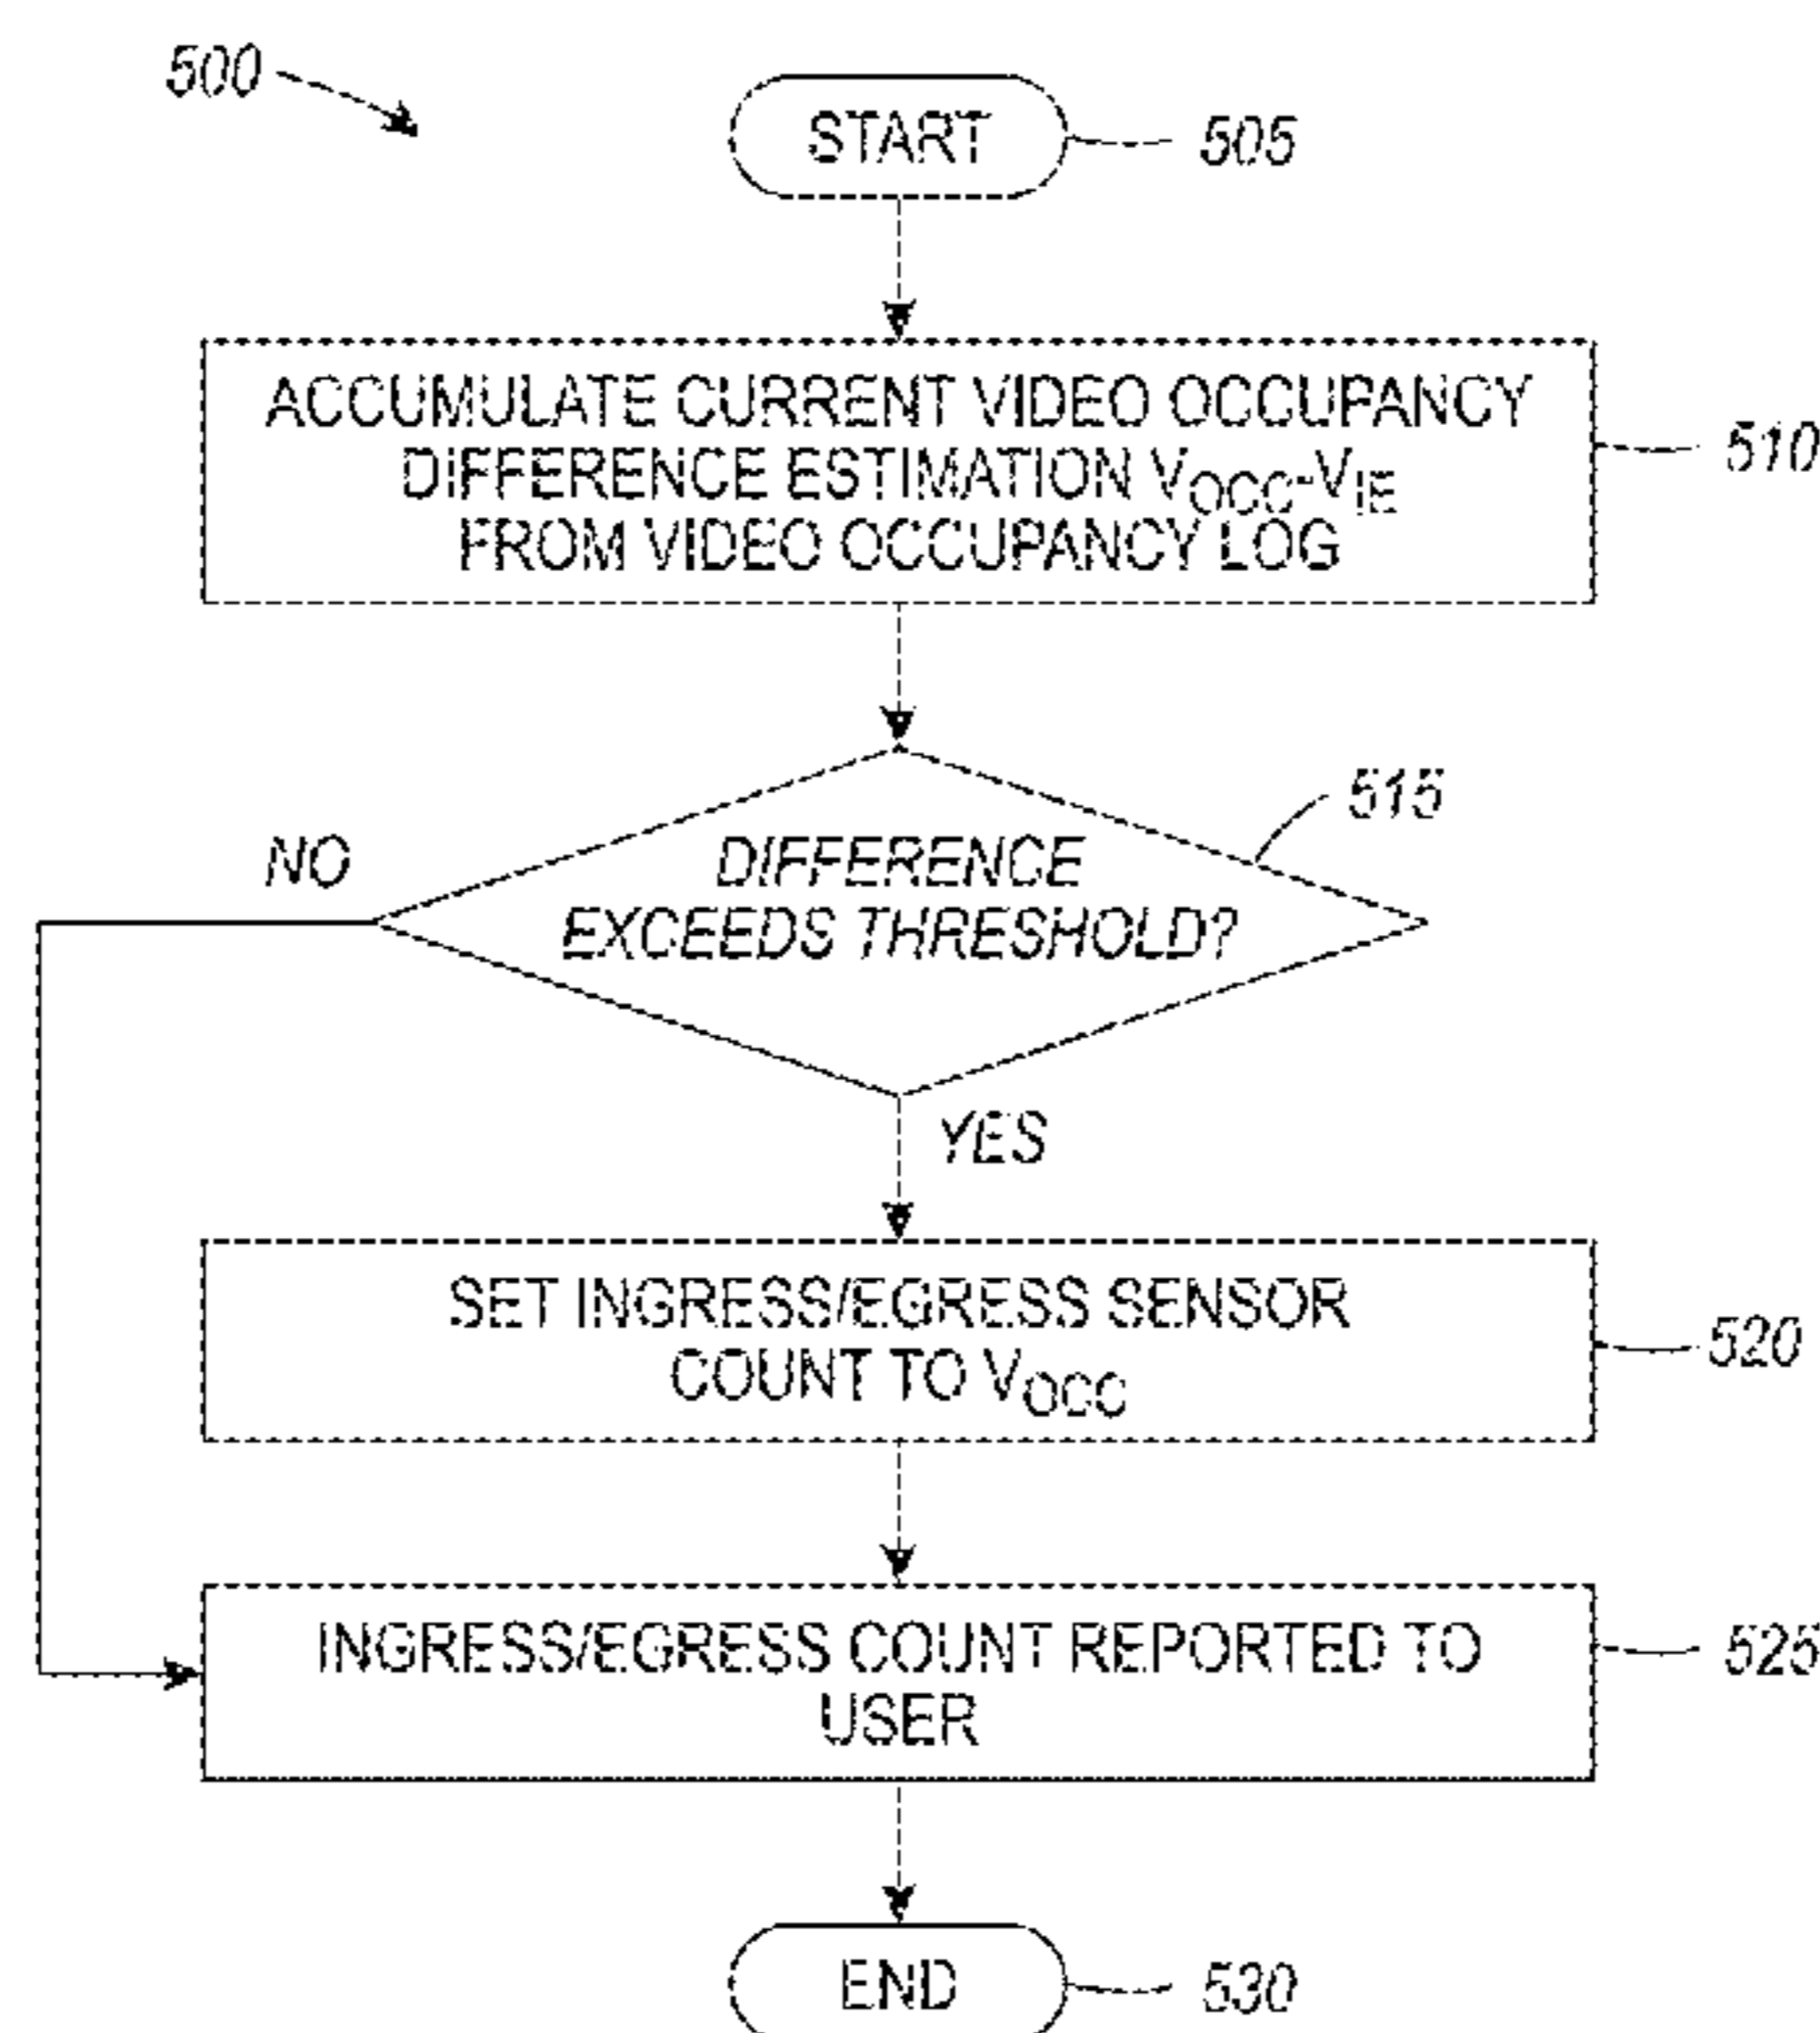 500
START
505
ACCUMULATE CURRENT VIDEO OCCUPANCY
DIFFERENCE ESTIMATION VOCC-VIE
FROM VIDEO OCCUPANCY LOG
510
515
NO
DIFFERENCE
EXCEEDS THRESHOLD?
YES
SET INGRESS/EGRESS SENSOR
COUNT TO VOCC
520
INGRESS/EGRESS COUNT REPORTED TO
USER
525
END
530